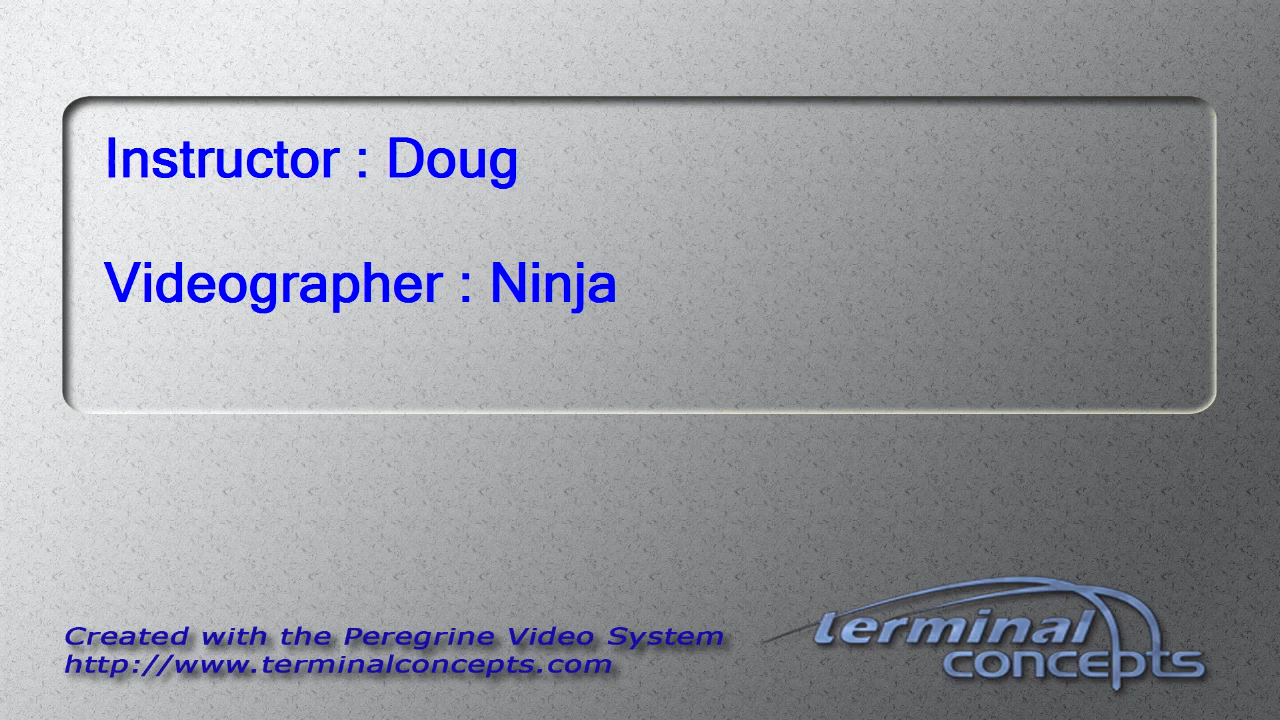 Instructor : Doug
Videographer : Ninja
Created with the Peregrine Video System
http://www.terminalconcepts.com
terminal
concepts